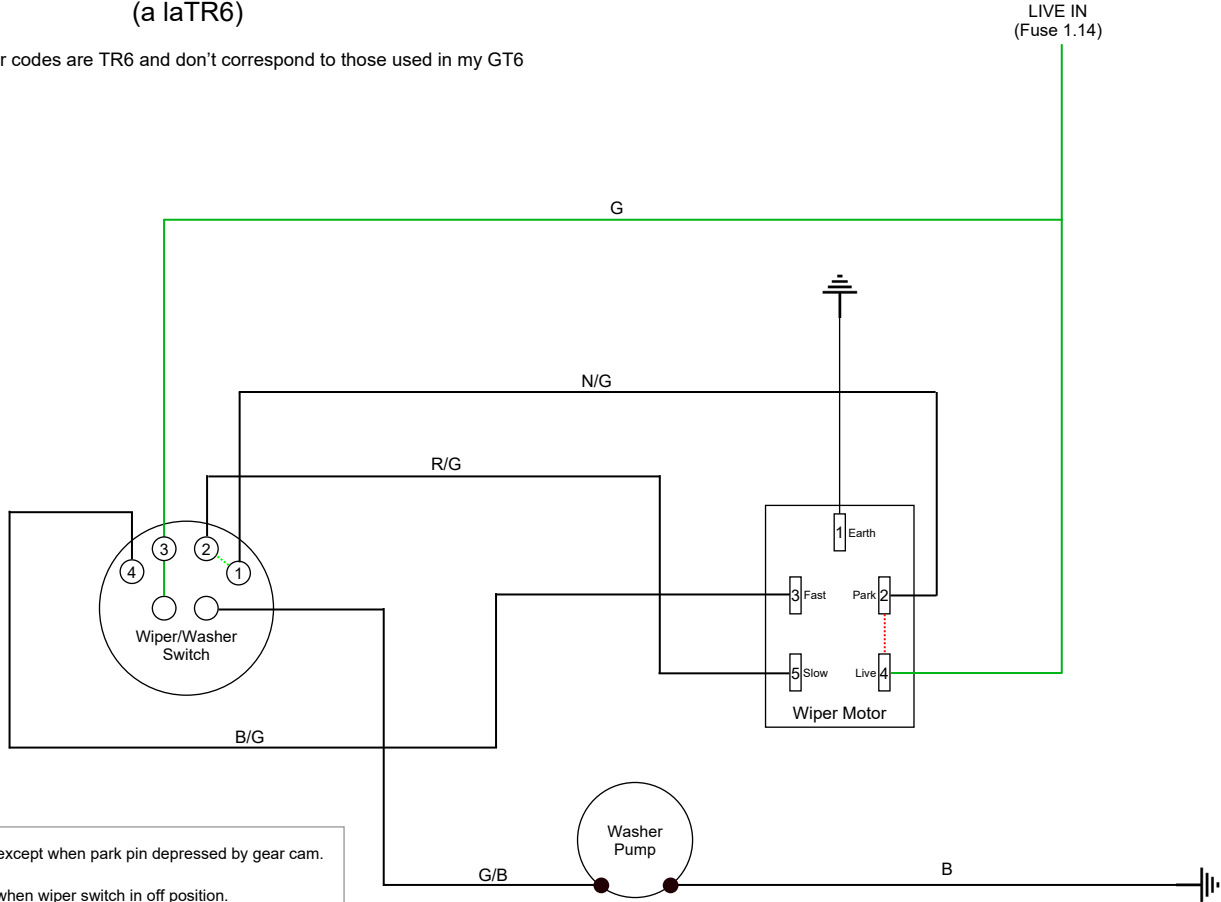 (a laTR6)
LIVE IN
(Fuse 1.14)
codes are TR6 and don't correspond to those used in my GT6
G
N/G
R/G
1 Earth
3
2
4
1
3 Fast
Park 2
Wiper/Washer
Switch
5 Slow
Live 4
Wiper Motor
B/G
Washer
Pump
except when park pin depressed by gear cam.
G/B
B
when wiper switch in off position.